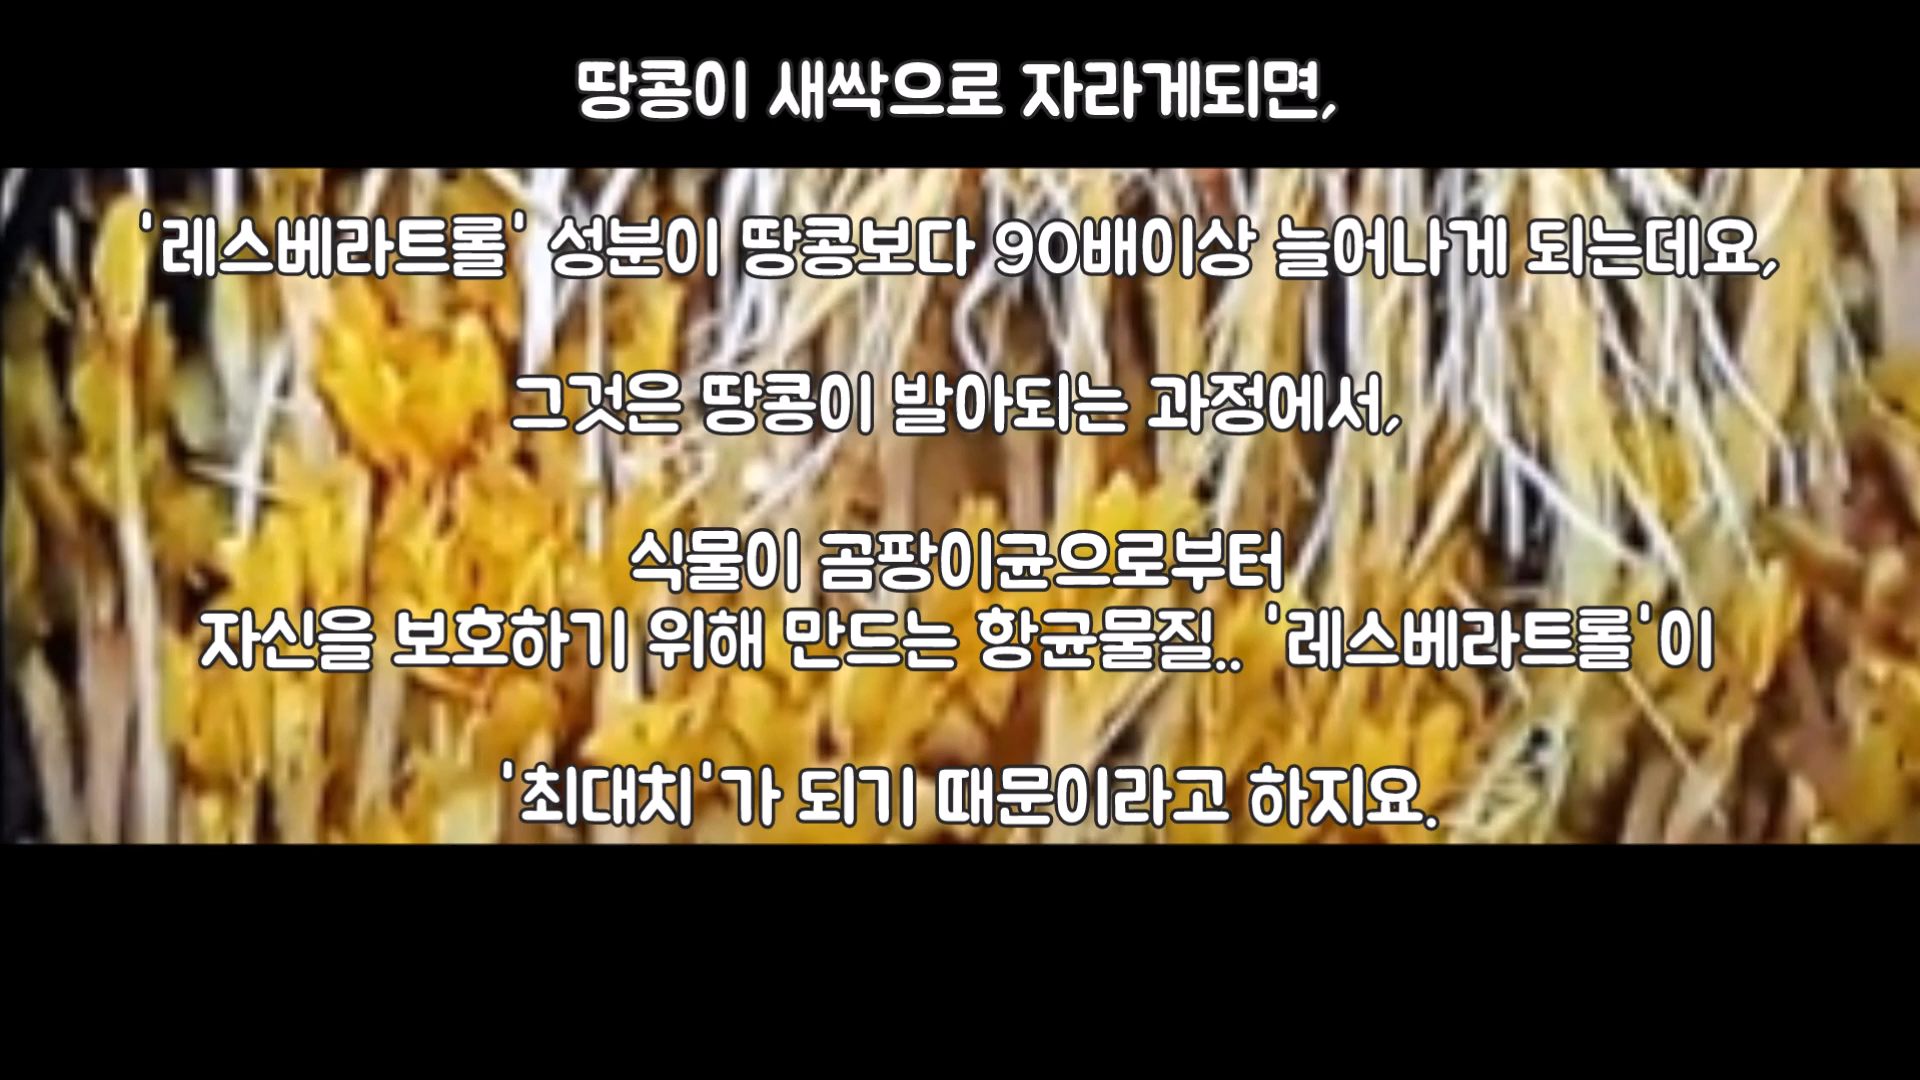 땅콩이 새싹으로 자라게되면,
'레스베라트롤' 성분이 땅콩보다 90배이상 늘어나게 되는데요,
그것은 땅콩이 발아되는 과정에서,
식물이 곰팡이균으로부터
자신을 보호하기 위해 만드는 항균물질.. '레스베라트롤'이
'최대치'가 되기 때문이라고 하지요.